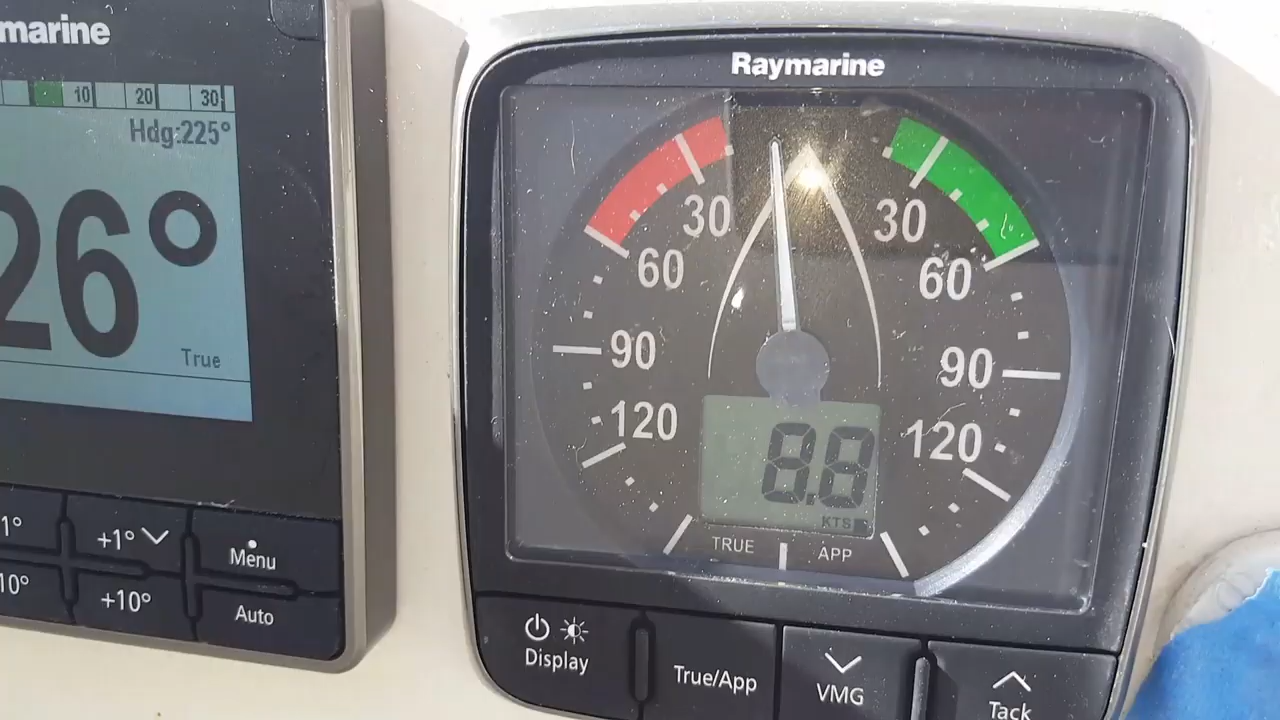 marine
10 20 30
Hdg:225°
26°
True
1° +1° Menu
10° +10° Auto
Raymarine
30 30
60 60
90 90
120 120
8.8
KTS
TRUE APP
Display True/App VMG Tack